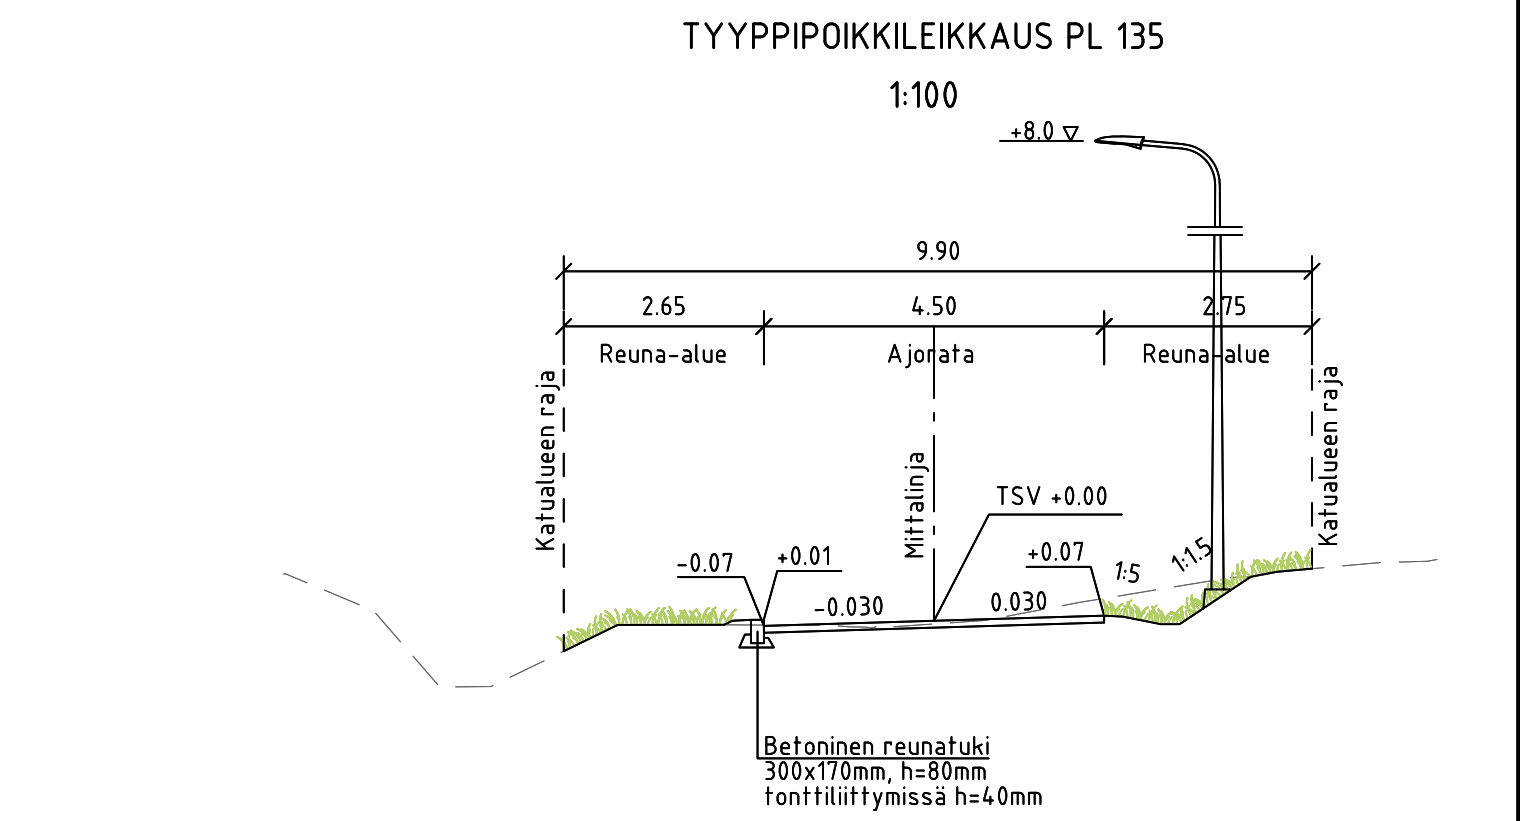 TYYPPIPOIKKILEIKKAUS PL 135
1:100
+8.0
9.90
2.65
4.50
2.75
Reuna-alue
Ajorata
Reuna-alue
Katualueen raja
Mittalinja
Katualueen raja
TSV +0.00
-0.07
+0.01
+0.07
1:5
1:1.5
-0.030
0.030
Betoninen reunatuki
300x170mm, h=80mm
tonttiliittymissä h=40mm